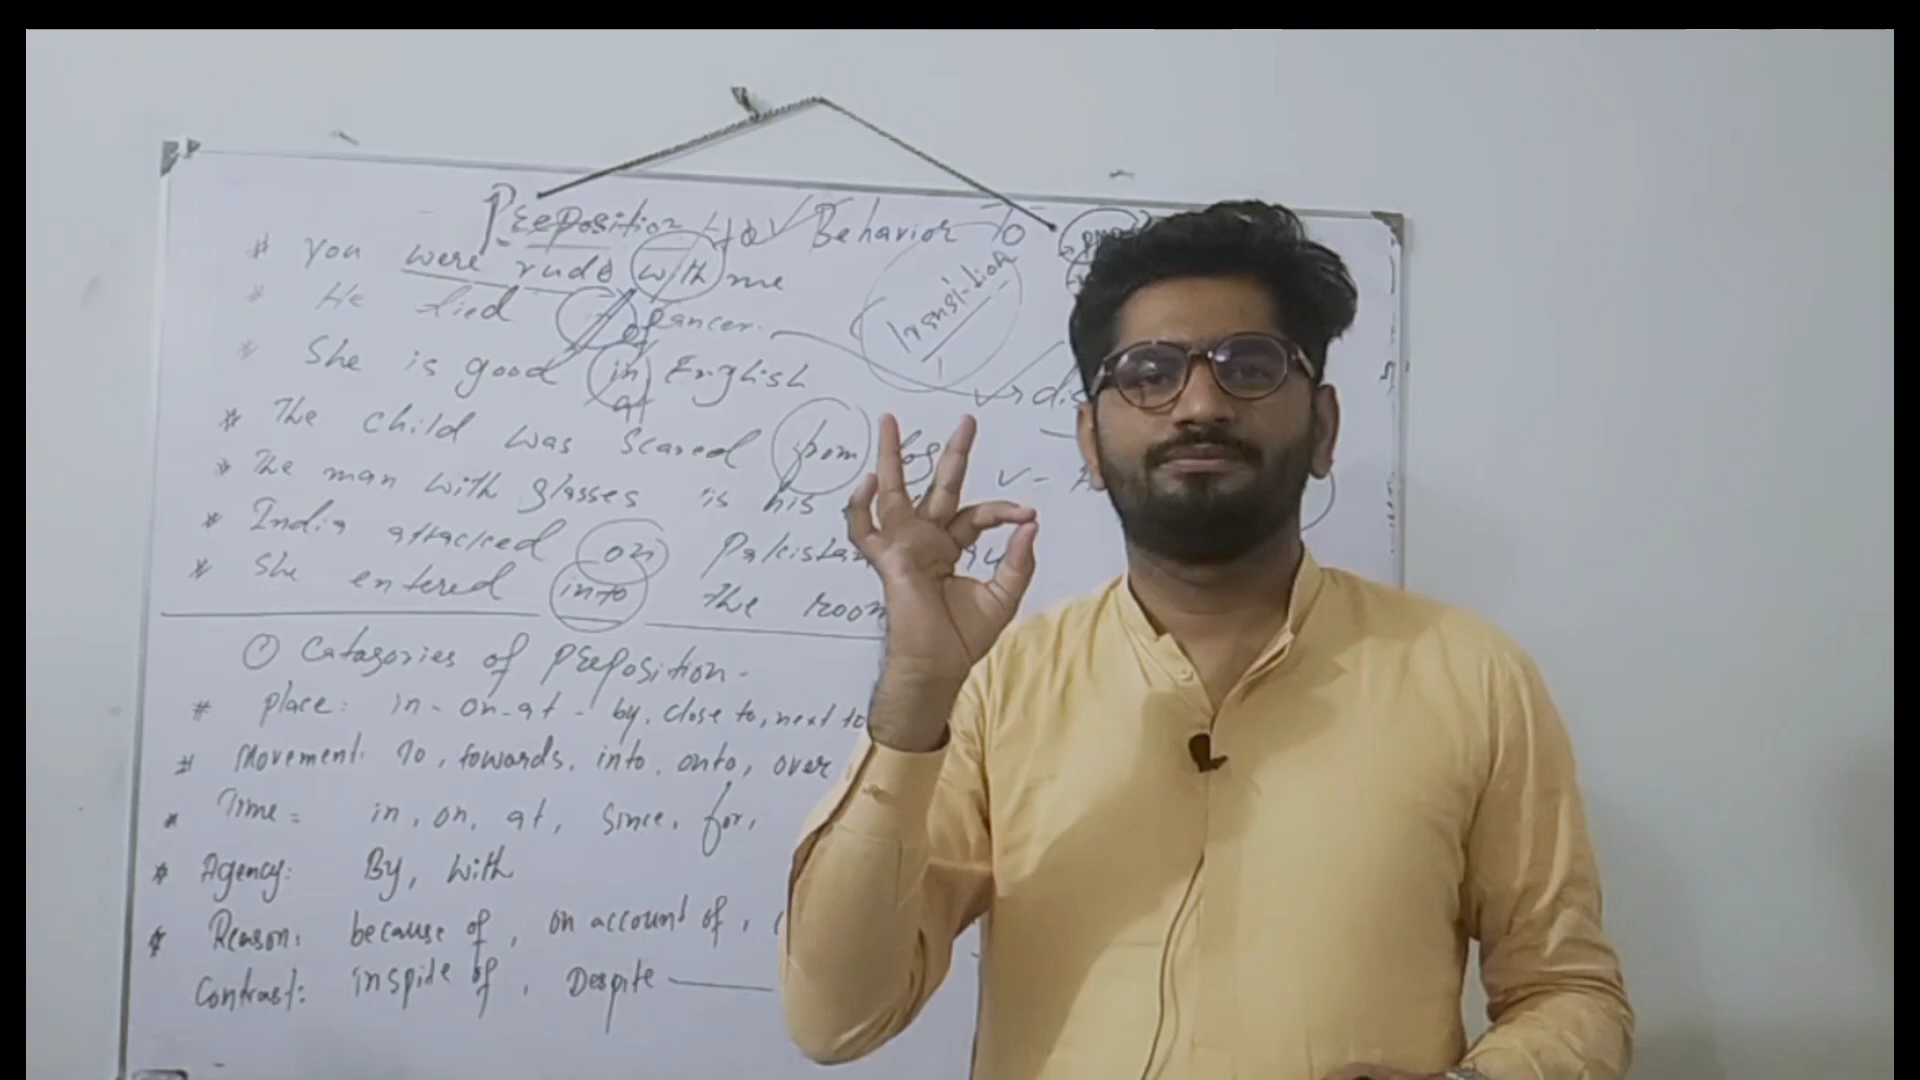 Preposition Behavior To
# You were rude with me
* He died in of cancer.
Transition
* She is good in English
at
* The child was scared from
* The man with glasses is his
* India attacked on Pakistan
* She entered into the room
① Catagories of preposition-
# place: in - on - at - by, close to, next to
# Movement: To, towards, into, onto, over
* Time = in, on, at, since, for,
* Agency: By, with
* Reason: because of, on account of,
Contrast: inspite of, Despite